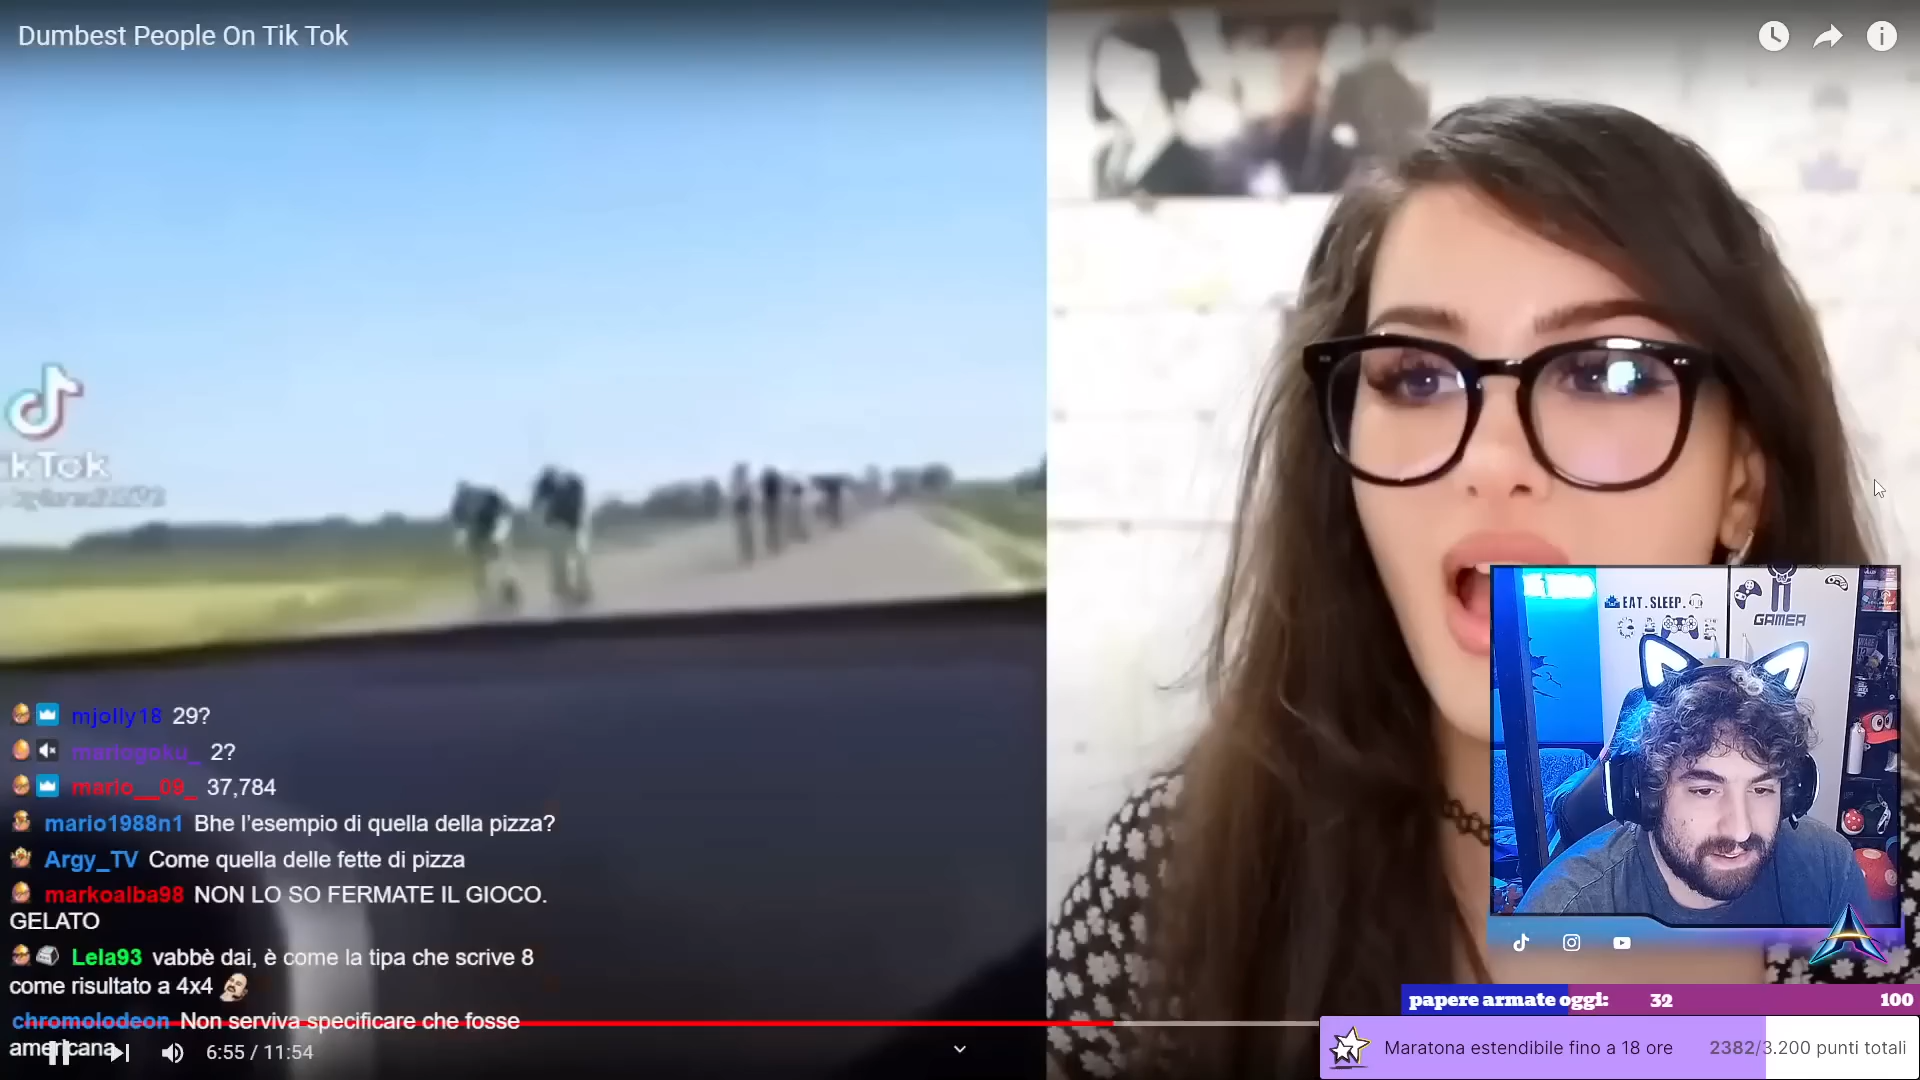 Dumbest People On Tik Tok
kTok
EAT.SLEEP.
GAMER
mjolly18 29?
mariogoku_ 2?
mario__09_ 37,784
mario1988n1 Bhe l'esempio di quella della pizza?
Argy_TV Come quella delle fette di pizza
markoalba98 NON LO SO FERMATE IL GIOCO.
GELATO
Lela93 vabbè dai, è come la tipa che scrive 8
come risultato a 4x4
chromolodeon Non serviva specificare che fosse
americana
6:55 / 11:54
papere armate oggi: 32 100
Maratona estendibile fino a 18 ore 2382/3.200 punti totali